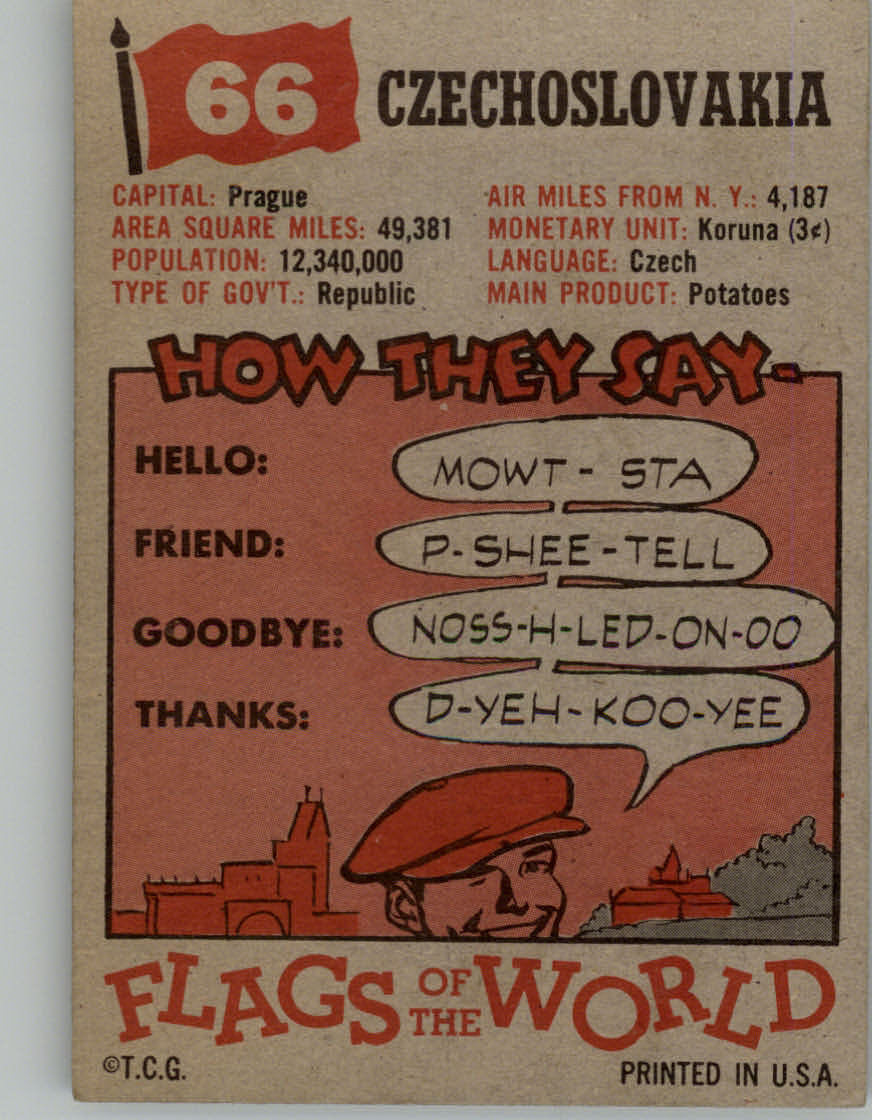 66 CZECHOSLOVAKIA
CAPITAL: Prague
AREA SQUARE MILES: 49,381
POPULATION: 12,340,000
TYPE OF GOV'T.: Republic
AIR MILES FROM N. Y.: 4,187
MONETARY UNIT: Koruna (3¢)
LANGUAGE: Czech
MAIN PRODUCT: Potatoes
HOW THEY SAY-
HELLO: MOWT - STA
FRIEND: P-SHEE-TELL
GOODBYE: NOSS-H-LED-ON-OO
THANKS: D-YEH-KOO-YEE
FLAGS OF THE WORLD
©T.C.G.
PRINTED IN U.S.A.